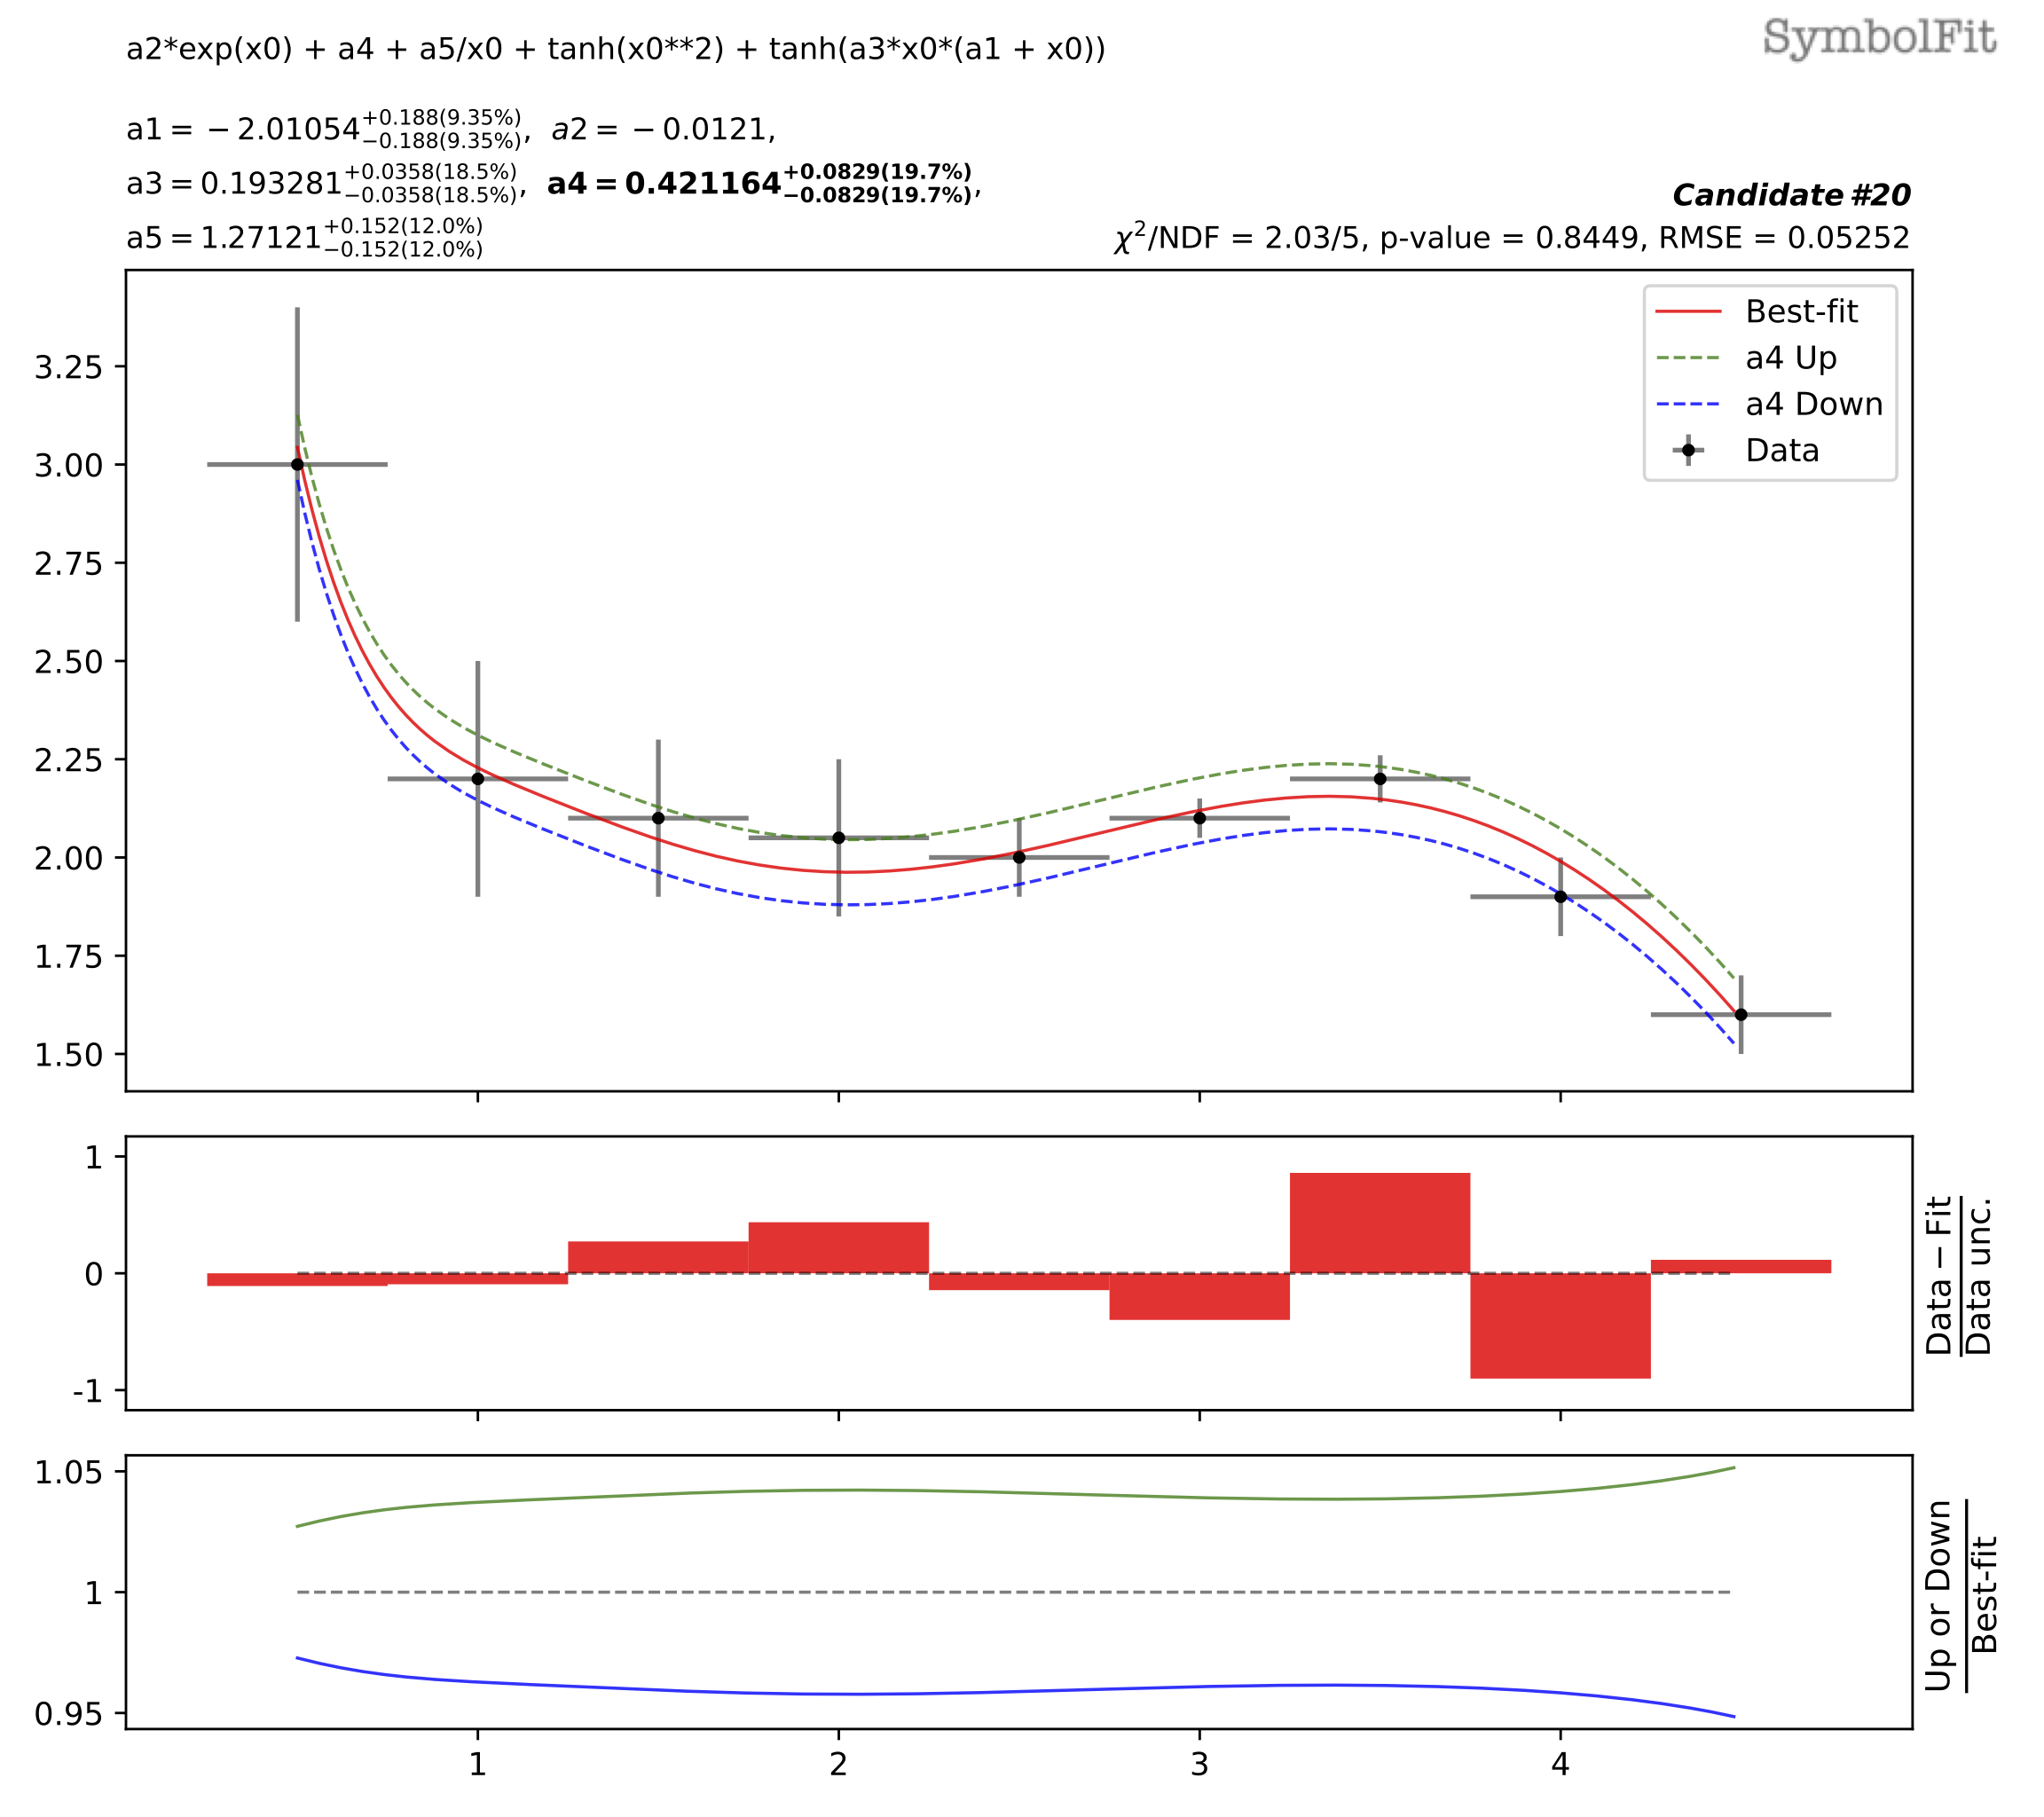 SymbolFit
a2*exp(x0) + a4 + a5/x0 + tanh(x0**2) + tanh(a3*x0*(a1 + x0))
a1 = −2.01054+0.188(9.35%) −0.188(9.35%), a2 = −0.0121,
a3 = 0.193281+0.0358(18.5%) −0.0358(18.5%), a4 = 0.421164+0.0829(19.7%) −0.0829(19.7%),
a5 = 1.27121+0.152(12.0%) −0.152(12.0%)
Candidate #20
χ2/NDF = 2.03/5, p-value = 0.8449, RMSE = 0.05252
Best-fit
a4 Up
a4 Down
Data
3.25
3.00
2.75
2.50
2.25
2.00
1.75
1.50
1
0
-1
Data − Fit
Data unc.
1.05
1
0.95
Up or Down
Best-fit
1 2 3 4